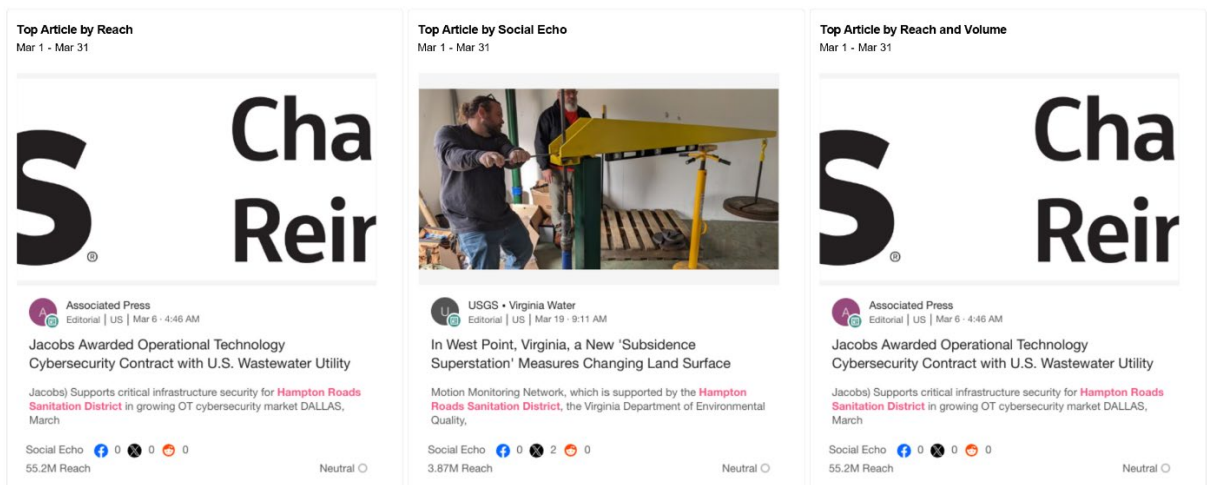 Top Article by Reach
Mar 1 - Mar 31
Cha
S®
Reir
A
Associated Press
Editorial | US | Mar 6 · 4:46 AM
Jacobs Awarded Operational Technology
Cybersecurity Contract with U.S. Wastewater Utility
Jacobs) Supports critical infrastructure security for Hampton Roads
Sanitation District in growing OT cybersecurity market DALLAS,
March
Social Echo 0 0 0
55.2M Reach Neutral
Top Article by Social Echo
Mar 1 - Mar 31
U
USGS • Virginia Water
Editorial | US | Mar 19 · 9:11 AM
In West Point, Virginia, a New 'Subsidence
Superstation' Measures Changing Land Surface
Motion Monitoring Network, which is supported by the Hampton
Roads Sanitation District, the Virginia Department of Environmental
Quality,
Social Echo 0 2 0
3.87M Reach Neutral
Top Article by Reach and Volume
Mar 1 - Mar 31
Cha
S®
Reir
A
Associated Press
Editorial | US | Mar 6 · 4:46 AM
Jacobs Awarded Operational Technology
Cybersecurity Contract with U.S. Wastewater Utility
Jacobs) Supports critical infrastructure security for Hampton Roads
Sanitation District in growing OT cybersecurity market DALLAS,
March
Social Echo 0 0 0
55.2M Reach Neutral